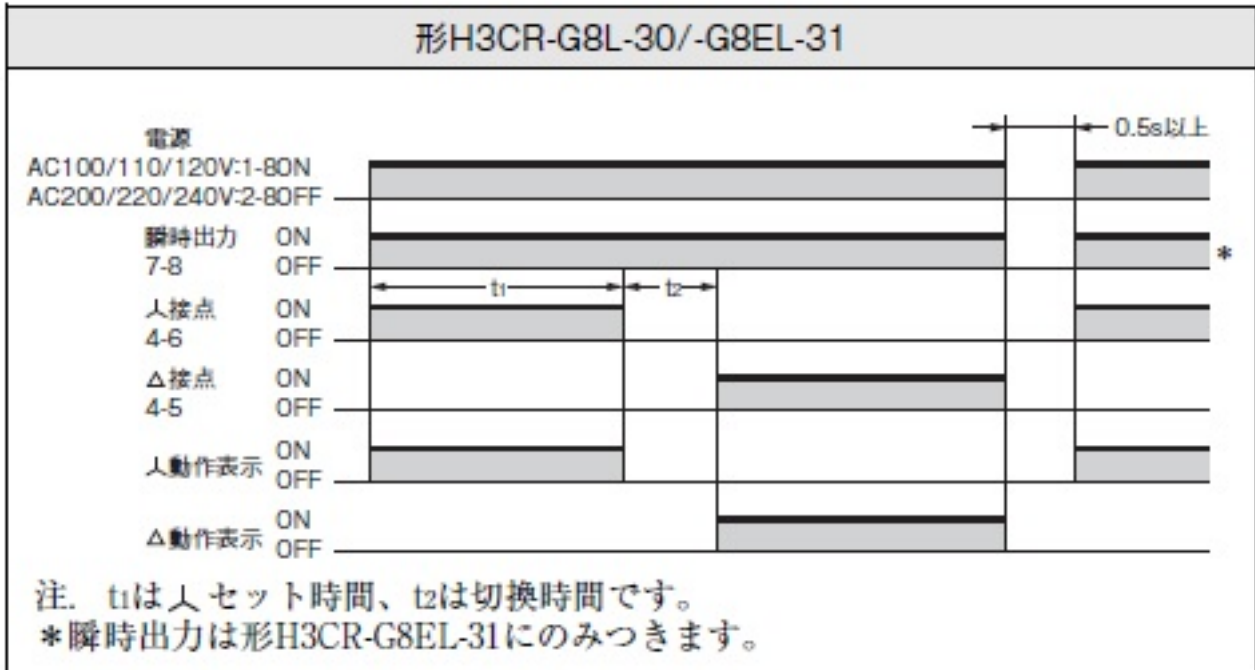 形H3CR-G8L-30/-G8EL-31
0.5s以上
電源
AC100/110/120V:1-8 ON
AC200/220/240V:2-8 OFF
瞬時出力 ON
7-8 OFF
*
t1 t2
人接点 ON
4-6 OFF
△接点 ON
4-5 OFF
人動作表示 ON
OFF
△動作表示 ON
OFF
注. t1は人セット時間、t2は切換時間です。
*瞬時出力は形H3CR-G8EL-31にのみつきます。